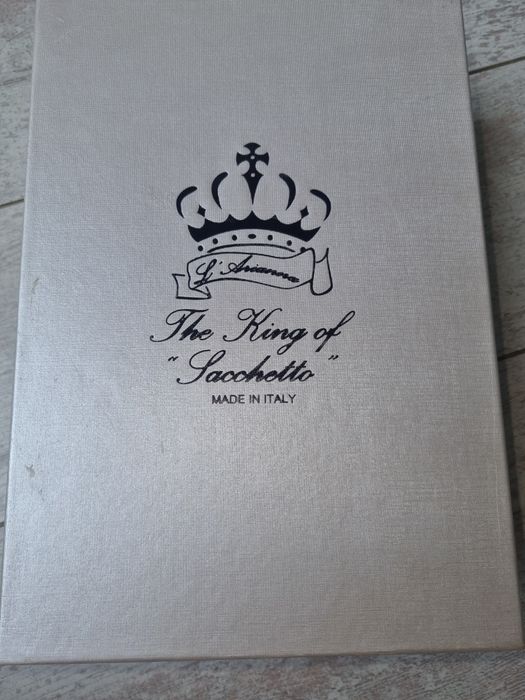 L'Arianna
The King of
"Sacchetto"
MADE IN ITALY